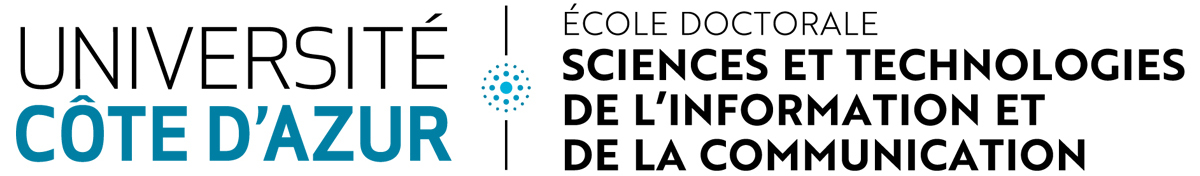 UNIVERSITÉ
CÔTE D'AZUR
ÉCOLE DOCTORALE
SCIENCES ET TECHNOLOGIES
DE L'INFORMATION ET
DE LA COMMUNICATION